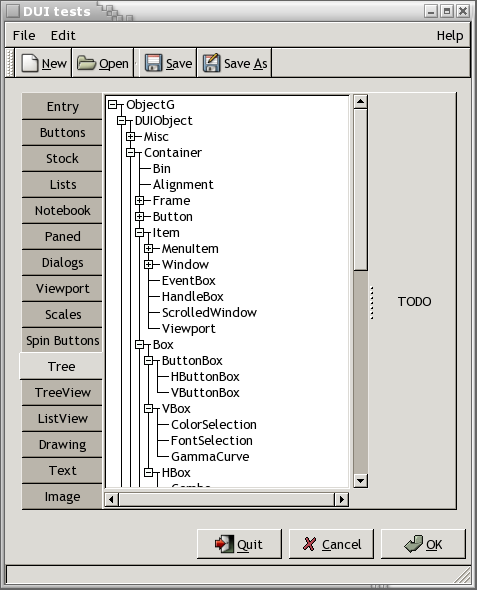 DUI tests
File Edit Help
New Open Save Save As
Entry
Buttons
Stock
Lists
Notebook
Paned
Dialogs
Viewport
Scales
Spin Buttons
Tree
TreeView
ListView
Drawing
Text
Image
ObjectG
DUIObject
Misc
Container
Bin
Alignment
Frame
Button
Item
MenuItem
Window
EventBox
HandleBox
ScrolledWindow
Viewport
Box
ButtonBox
HButtonBox
VButtonBox
VBox
ColorSelection
FontSelection
GammaCurve
HBox
TODO
Quit Cancel OK